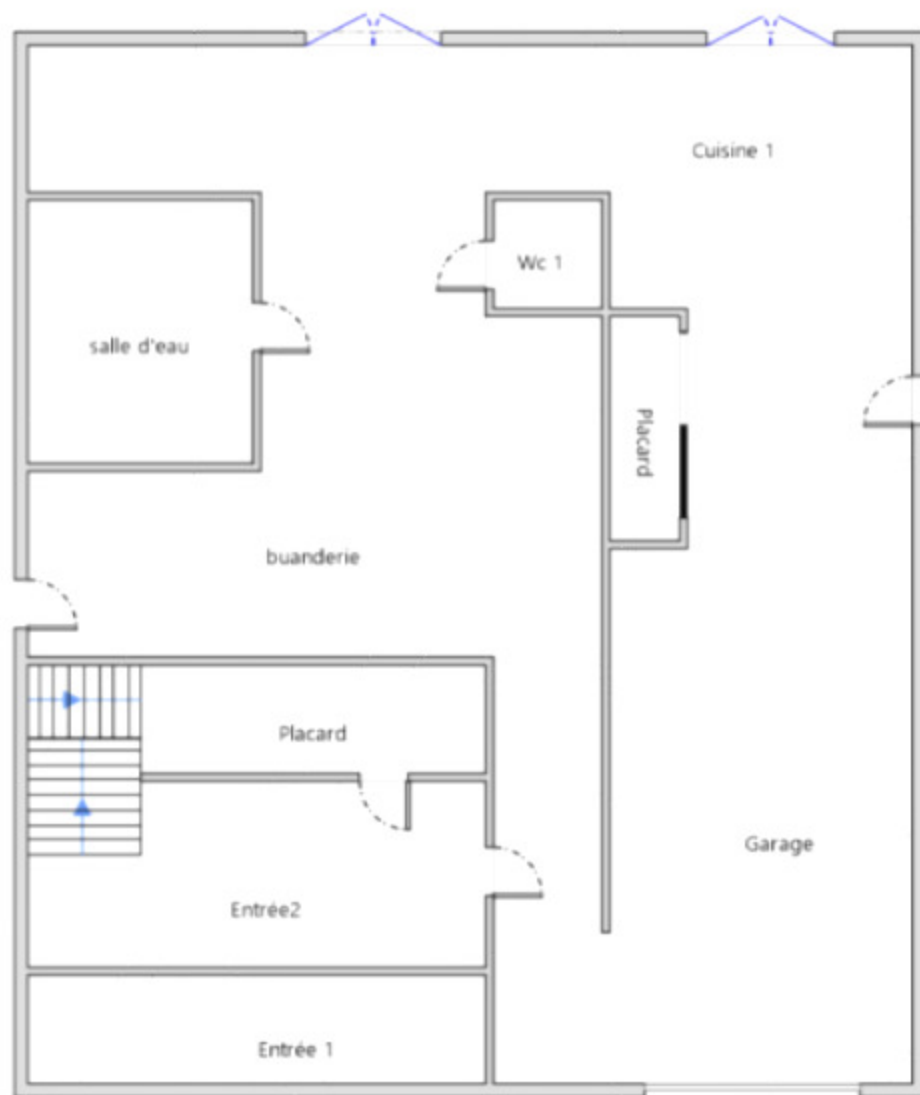 Cuisine 1
Wc 1
salle d'eau
Placard
buanderie
Placard
Garage
Entrée2
Entrée 1